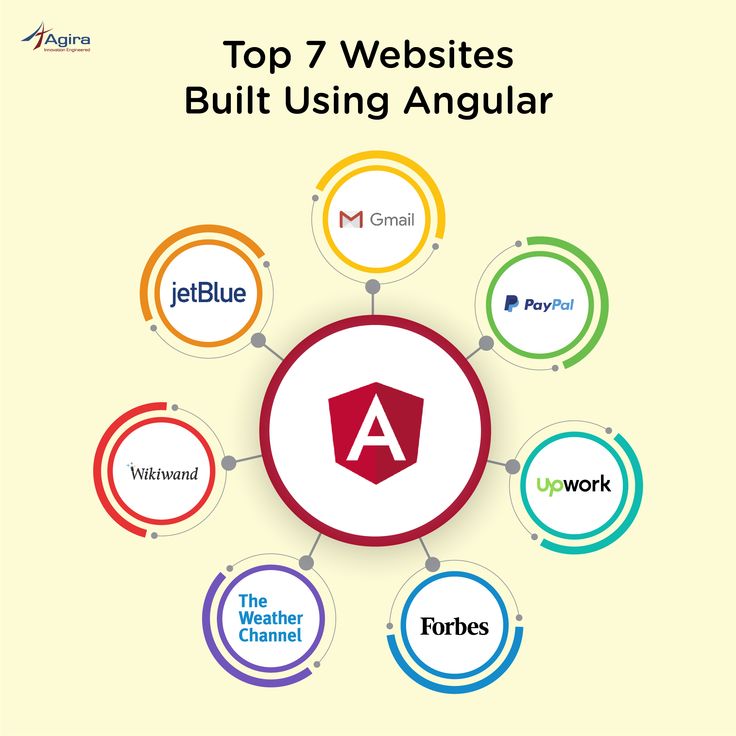 Agira
Innovation Engineered
Top 7 Websites
Built Using Angular
Gmail
jetBlue
PayPal
Wikiwand
Upwork
The
Weather
Channel
Forbes
A